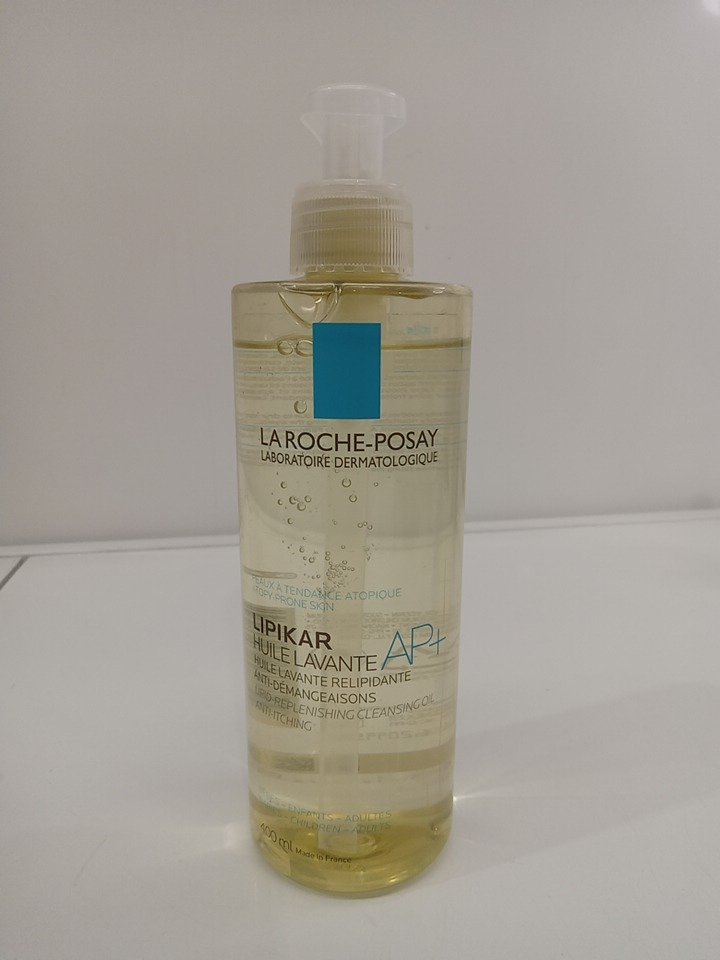 LA ROCHE-POSAY
LABORATOIRE DERMATOLOGIQUE
PEAUX À TENDANCE ATOPIQUE
ATOPY-PRONE SKIN
LIPIKAR
HUILE LAVANTE AP+
HUILE LAVANTE RELIPIDANTE
ANTI-DÉMANGEAISONS
LIPID-REPLENISHING CLEANSING OIL
ANTI-ITCHING
- ENFANTS - ADULTES
- CHILDREN - ADULTS
400 ml Made in France